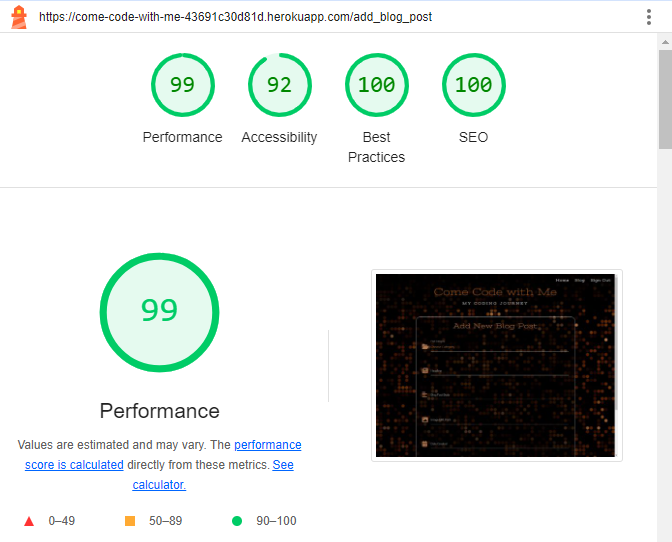 https://come-code-with-me-43691c30d81d.herokuapp.com/add_blog_post
99
92
100
100
Performance
Accessibility
Best
Practices
SEO
99
Performance
Values are estimated and may vary. The performance
score is calculated directly from these metrics. See
calculator.
0–49
50–89
90–100
Home Blog Sign Out
Come Code with Me
MY CODING JOURNEY
Add New Blog Post